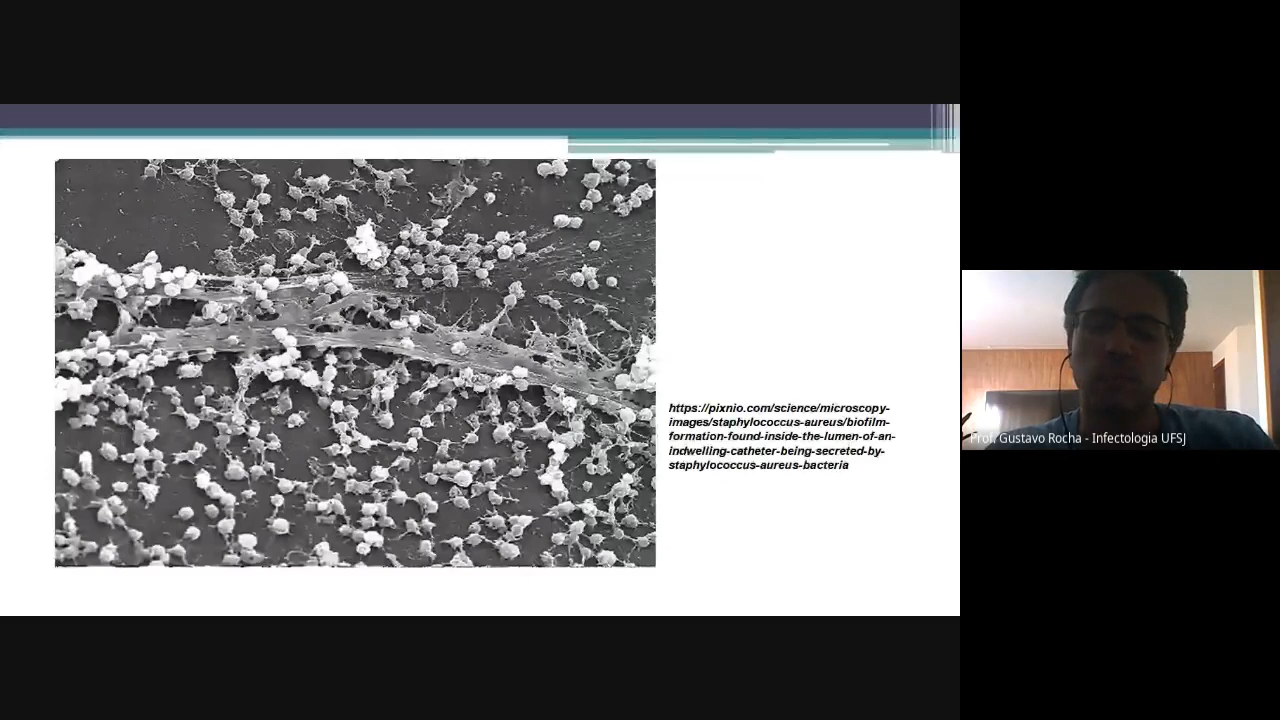 https://pixnio.com/science/microscopy-
images/staphylococcus-aureus/biofilm-
formation-found-inside-the-lumen-of-an-
indwelling-catheter-being-secreted-by-
staphylococcus-aureus-bacteria
Prof. Gustavo Rocha - Infectologia UFSJ